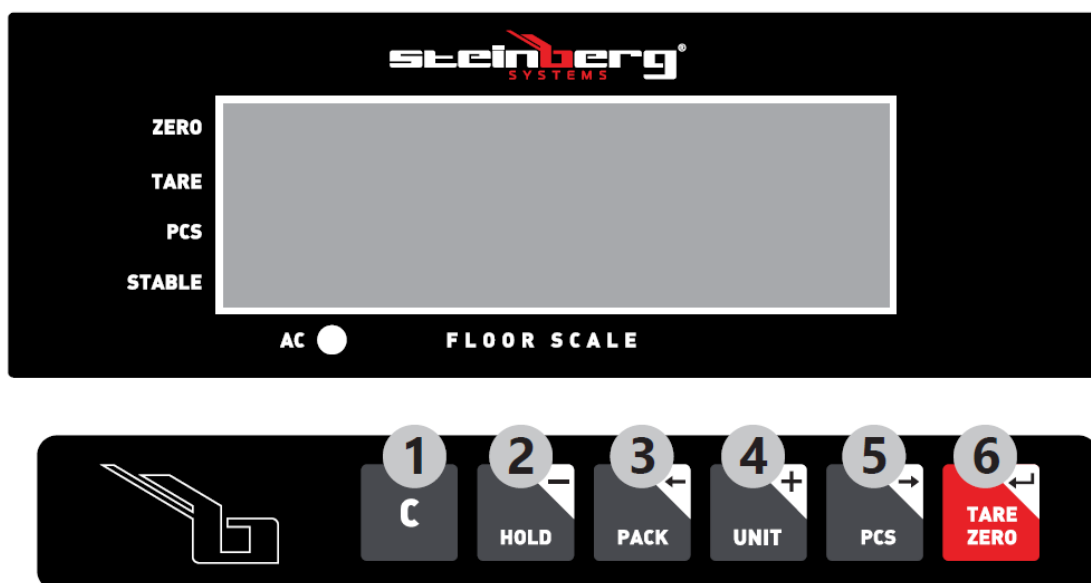 steinberg®
SYSTEMS
ZERO
TARE
PCS
STABLE
AC
FLOOR SCALE
1 2 3 4 5 6
− ← + → ↵
C HOLD PACK UNIT PCS TARE
ZERO